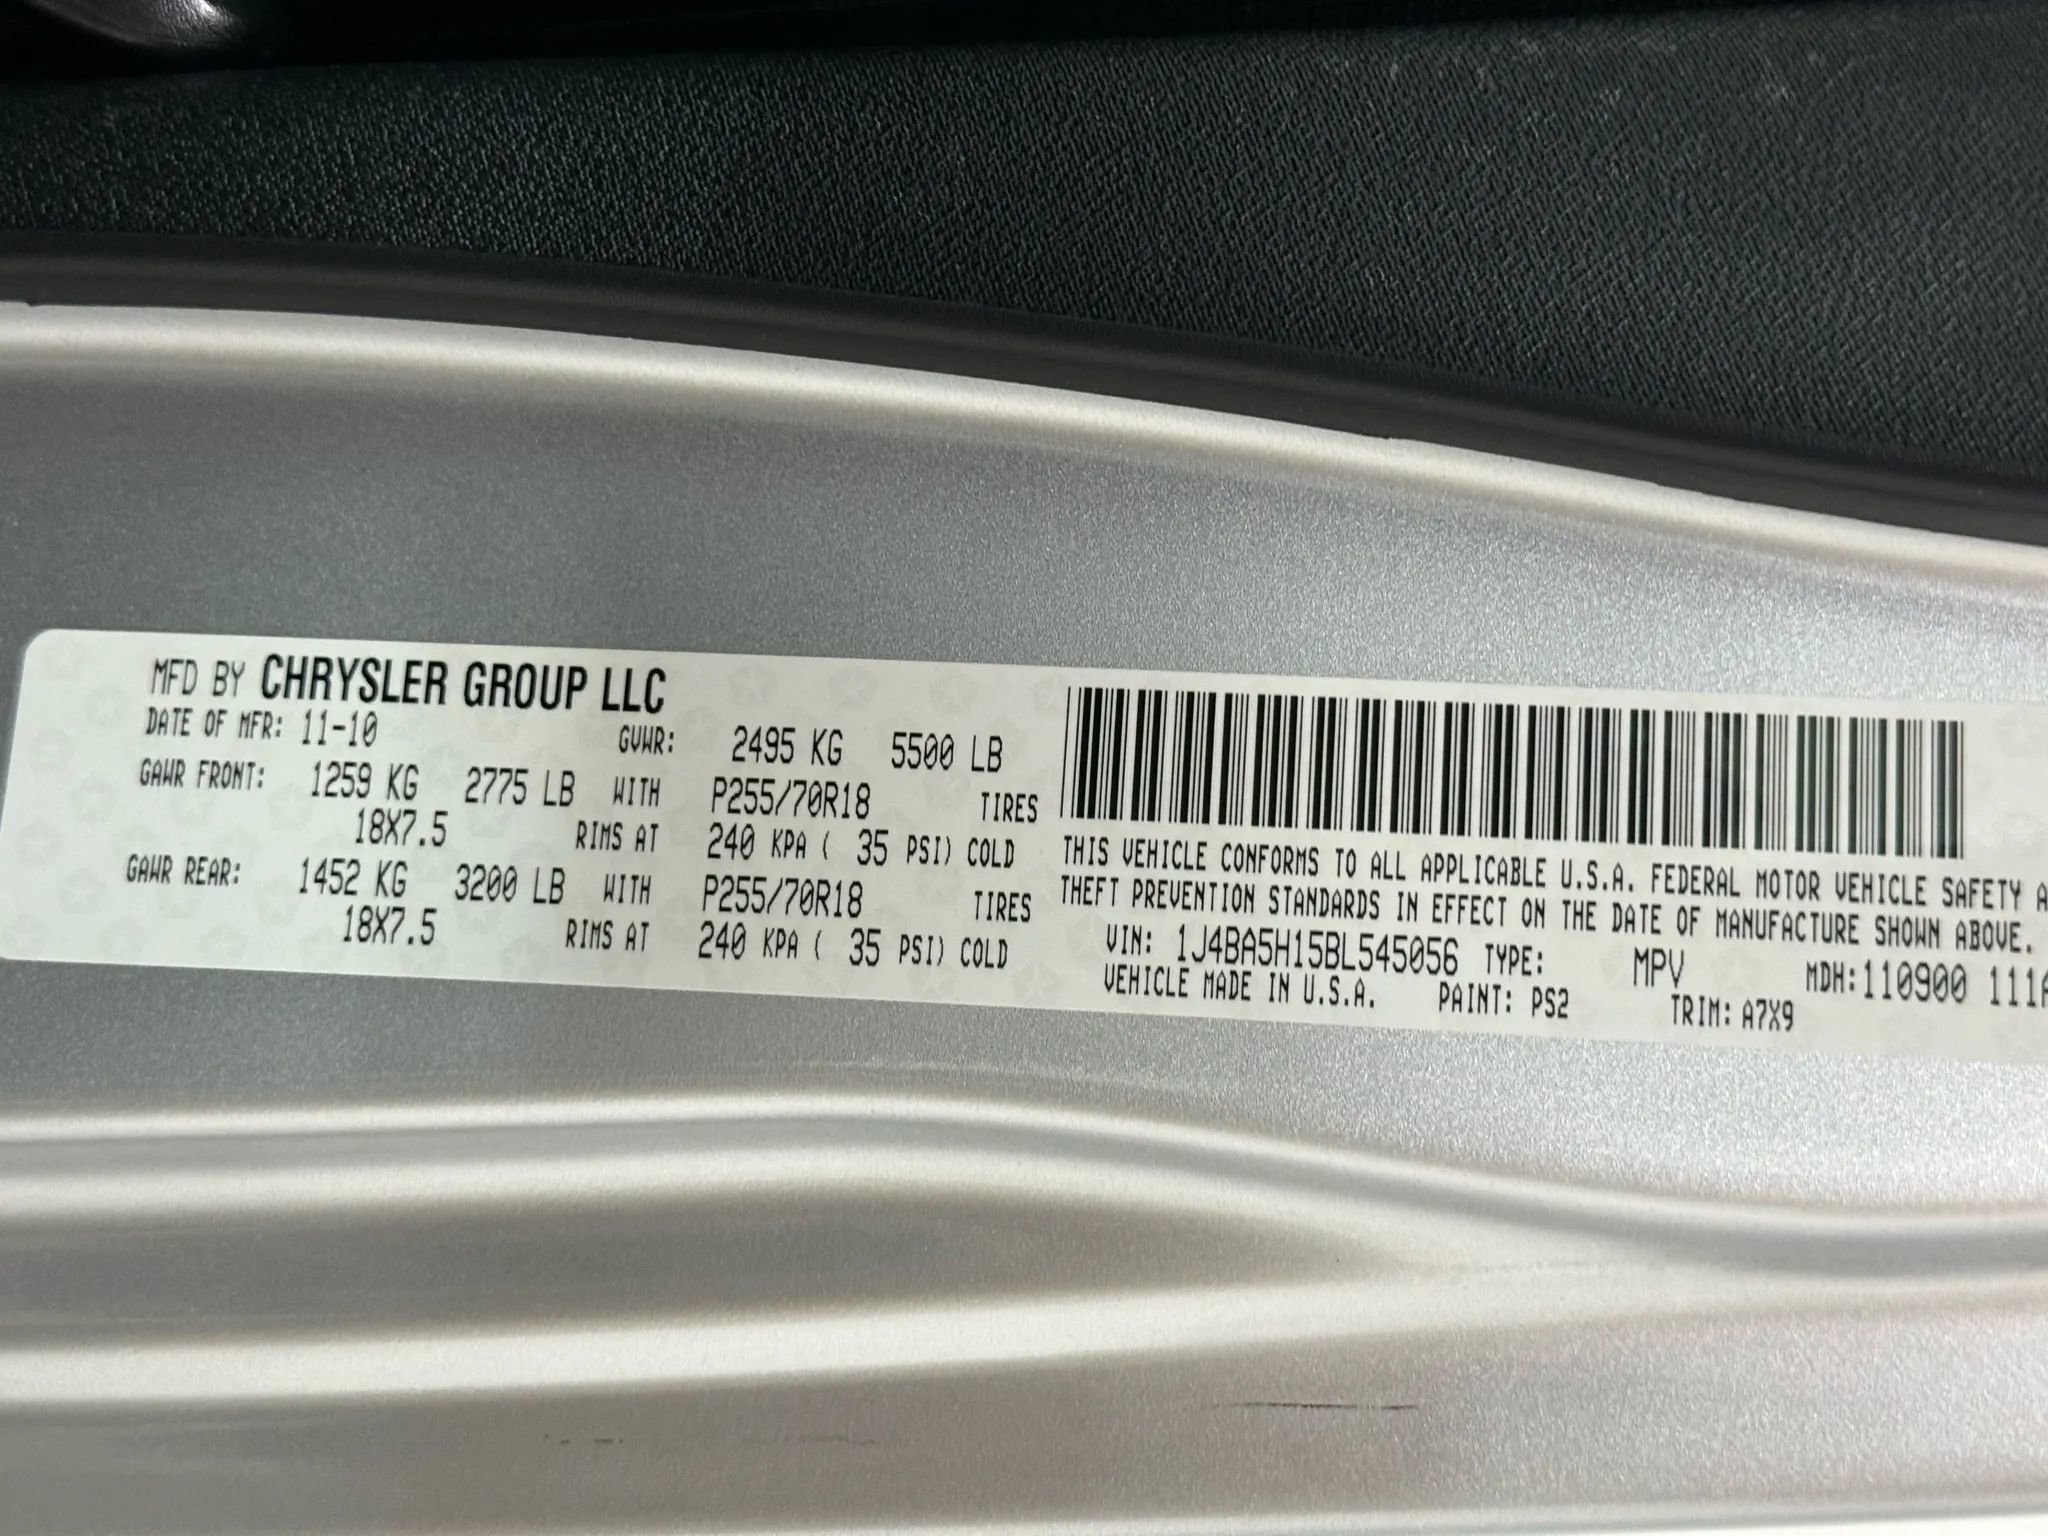 MFD BY CHRYSLER GROUP LLC
DATE OF MFR: 11-10 GVWR: 2495 KG 5500 LB
GAWR FRONT: 1259 KG 2775 LB WITH P255/70R18 TIRES
18X7.5 RIMS AT 240 KPA ( 35 PSI) COLD
GAWR REAR: 1452 KG 3200 LB WITH P255/70R18 TIRES
18X7.5 RIMS AT 240 KPA ( 35 PSI) COLD
THIS VEHICLE CONFORMS TO ALL APPLICABLE U.S.A. FEDERAL MOTOR VEHICLE SAFETY
THEFT PREVENTION STANDARDS IN EFFECT ON THE DATE OF MANUFACTURE SHOWN ABOVE.
VIN: 1J4BA5H15BL545056 TYPE: MPV MDH:110900 111
VEHICLE MADE IN U.S.A. PAINT: PS2 TRIM: A7X9